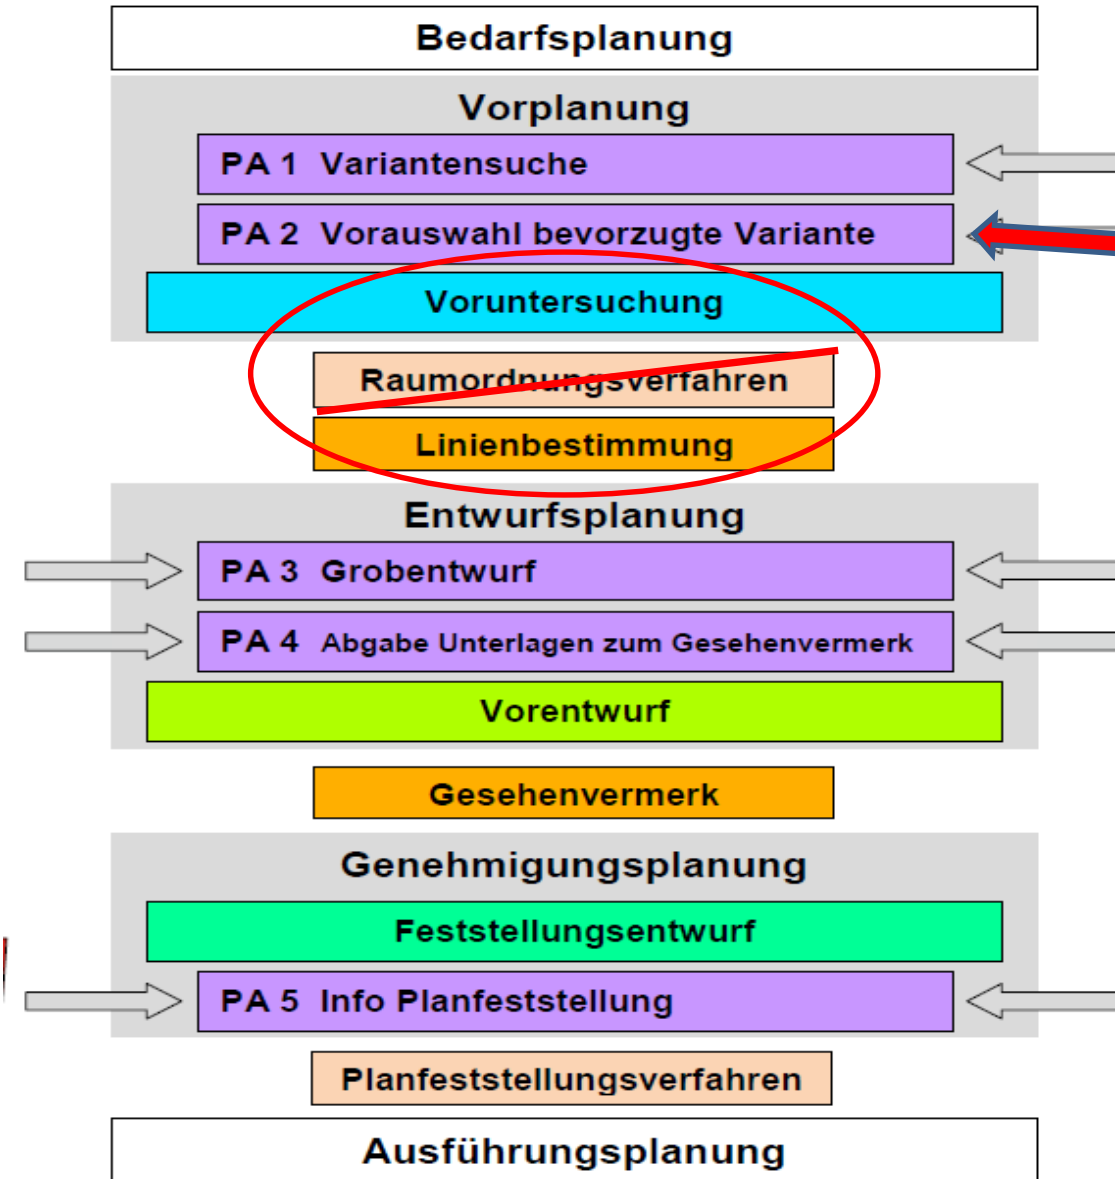 Bedarfsplanung
Vorplanung
PA 1 Variantensuche
PA 2 Vorauswahl bevorzugte Variante
Voruntersuchung
Raumordnungsverfahren
Linienbestimmung
Entwurfsplanung
PA 3 Grobentwurf
PA 4 Abgabe Unterlagen zum Gesehenvermerk
Vorentwurf
Gesehenvermerk
Genehmigungsplanung
Feststellungsentwurf
PA 5 Info Planfeststellung
Planfeststellungsverfahren
Ausführungsplanung